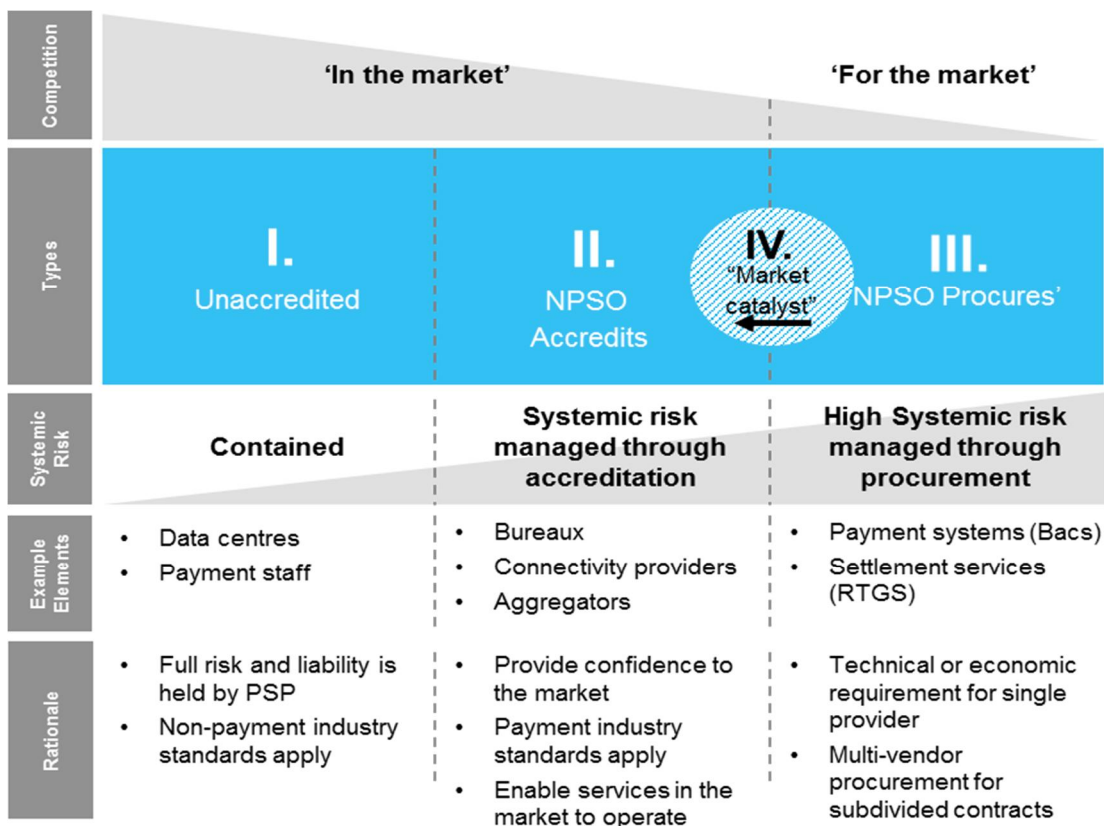 Competition
'In the market'
'For the market'
Types
I.
Unaccredited
II.
NPSO
Accredits
IV.
"Market
catalyst"
III.
'NPSO Procures'
Systemic
Risk
Contained
Systemic risk
managed through
accreditation
High Systemic risk
managed through
procurement
Example
Elements
• Data centres
• Payment staff
• Bureaux
• Connectivity providers
• Aggregators
• Payment systems (Bacs)
• Settlement services
(RTGS)
Rationale
• Full risk and liability is
held by PSP
• Non-payment industry
standards apply
• Provide confidence to
the market
• Payment industry
standards apply
• Enable services in the
market to operate
• Technical or economic
requirement for single
provider
• Multi-vendor
procurement for
subdivided contracts